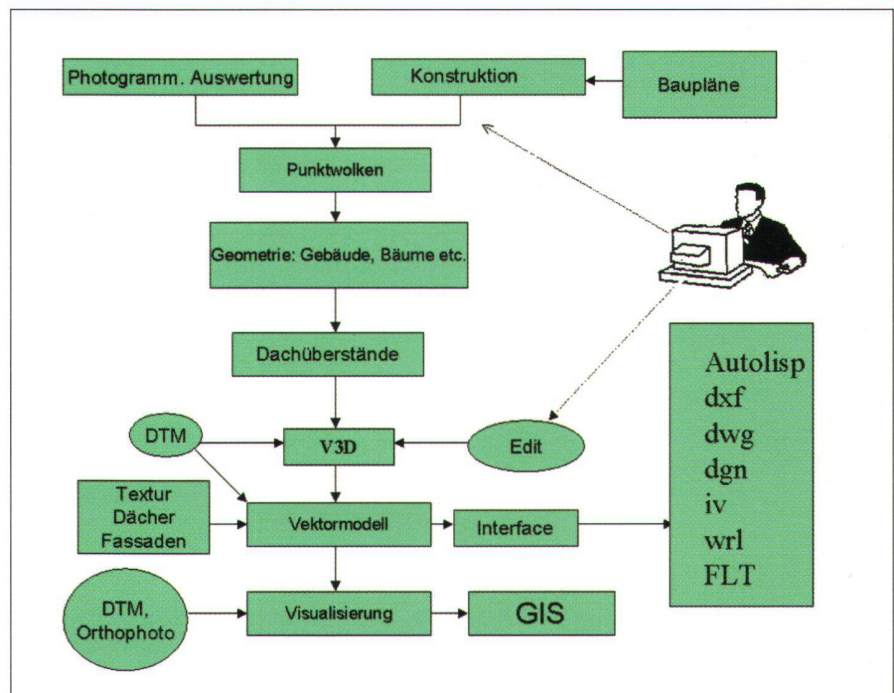 Photogramm. Auswertung
Konstruktion
Baupläne
Punktwolken
Geometrie: Gebäude, Bäume etc.
Dachüberstände
Autolisp
dxf
dwg
dgn
iv
wrl
FLT
DTM
V3D
Edit
Textur
Dächer
Fassaden
Vektormodell
Interface
DTM,
Orthophoto
Visualisierung
GIS